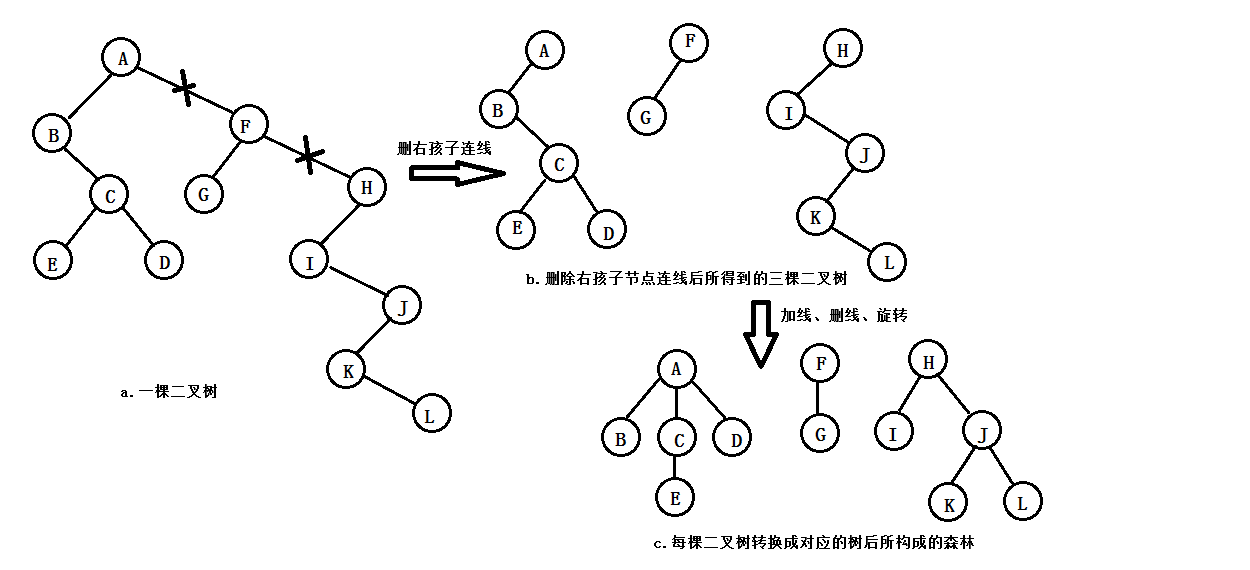 A
B
F
C
G
H
E
D
I
J
K
L
a.一棵二叉树
删右孩子连线
A
F
H
B
G
I
C
J
E
D
K
L
b.删除右孩子节点连线后所得到的三棵二叉树
加线、删线、旋转
A
F
H
B
C
D
G
I
J
E
K
L
c.每棵二叉树转换成对应的树后所构成的森林